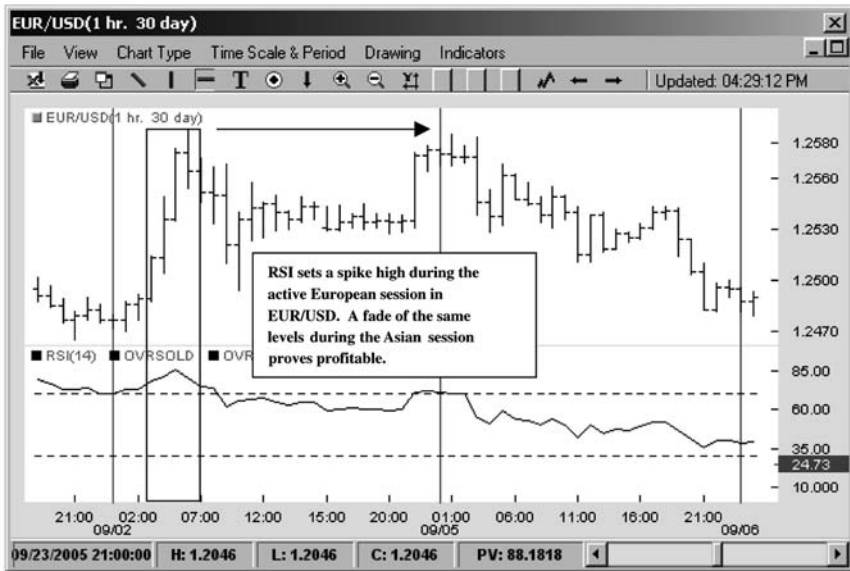 EUR/USD(1 hr. 30 day)
File View Chart Type Time Scale & Period Drawing Indicators
T Updated: 04:29:12 PM
EUR/USD(1 hr. 30 day)
1.2580
1.2560
1.2530
1.2500
1.2470
RSI sets a spike high during the
active European session in
EUR/USD. A fade of the same
levels during the Asian session
proves profitable.
RSI(14) OVRSOLD OVR
85.00
60.00
35.00
24.73
10.000
21:00 02:00 07:00 12:00 15:00 20:00 01:00 06:00 11:00 16:00 21:00
09/02 09/05 09/06
09/23/2005 21:00:00 H: 1.2046 L: 1.2046 C: 1.2046 PV: 88.1818